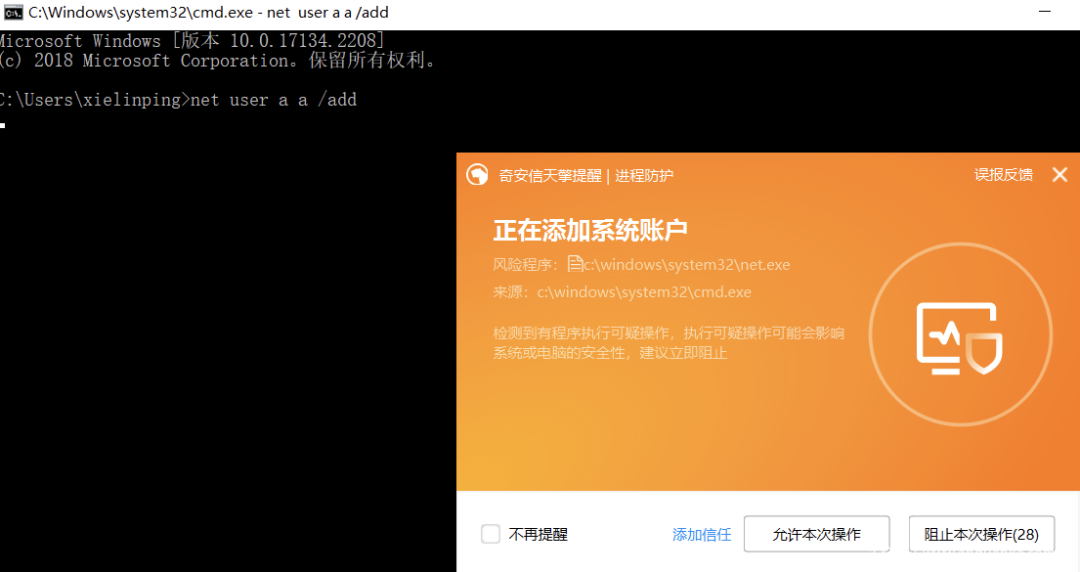 C:\Windows\system32\cmd.exe - net user a a /add
Microsoft Windows [版本 10.0.17134.2208]
(c) 2018 Microsoft Corporation。保留所有权利。
C:\Users\xielinping>net user a a /add
奇安信天擎提醒 | 进程防护
误报反馈
正在添加系统账户
风险程序：c:\windows\system32\net.exe
来源：c:\windows\system32\cmd.exe
检测到有程序执行可疑操作，执行可疑操作可能会影响
系统或电脑的安全性，建议立即阻止
不再提醒
添加信任
允许本次操作
阻止本次操作(28)